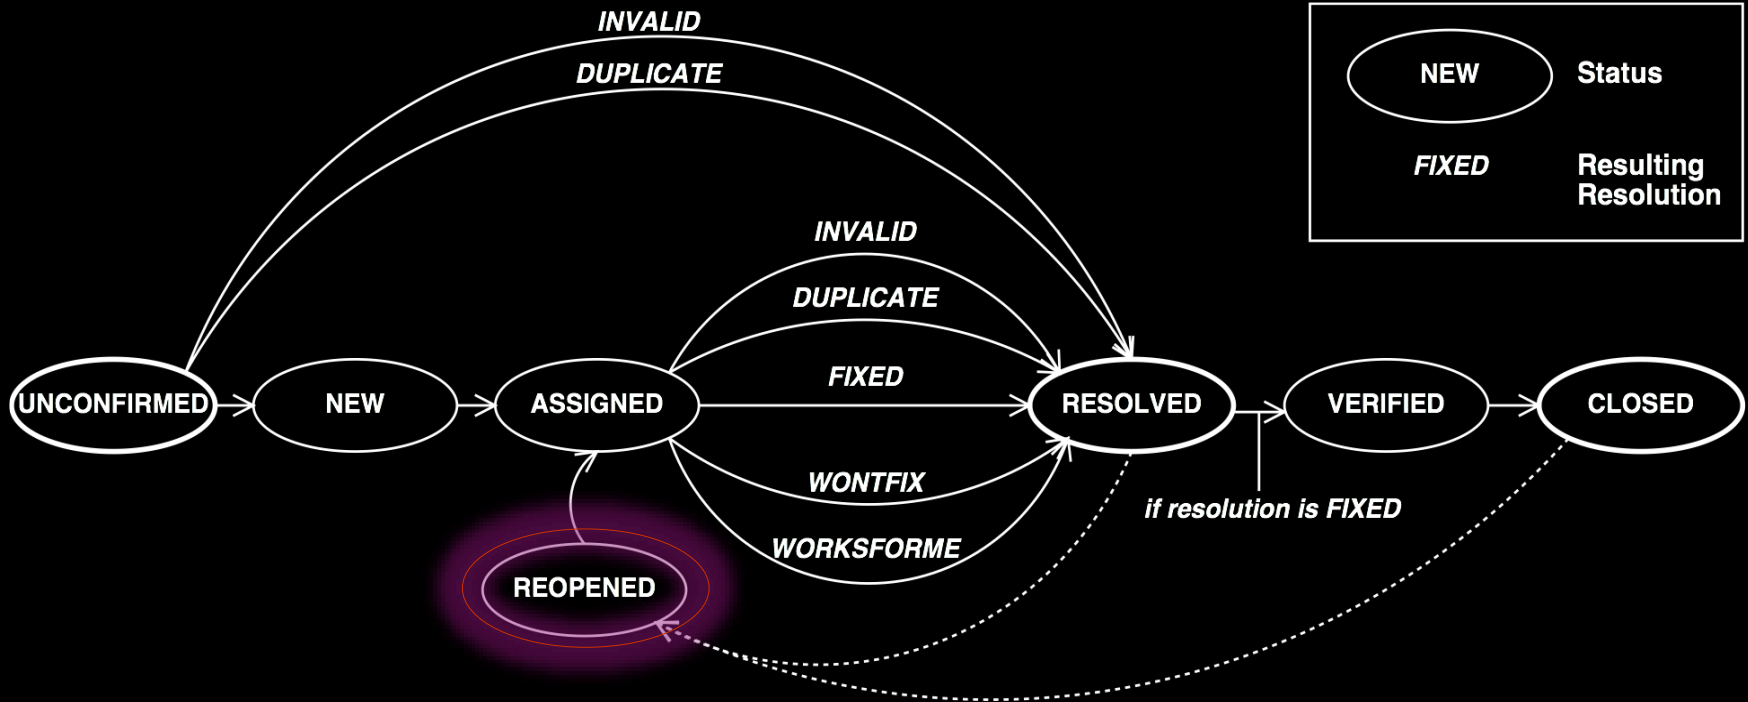 INVALID
DUPLICATE
NEW
Status
FIXED
Resulting
Resolution
INVALID
DUPLICATE
FIXED
UNCONFIRMED
NEW
ASSIGNED
RESOLVED
VERIFIED
CLOSED
WONTFIX
if resolution is FIXED
WORKSFORME
REOPENED